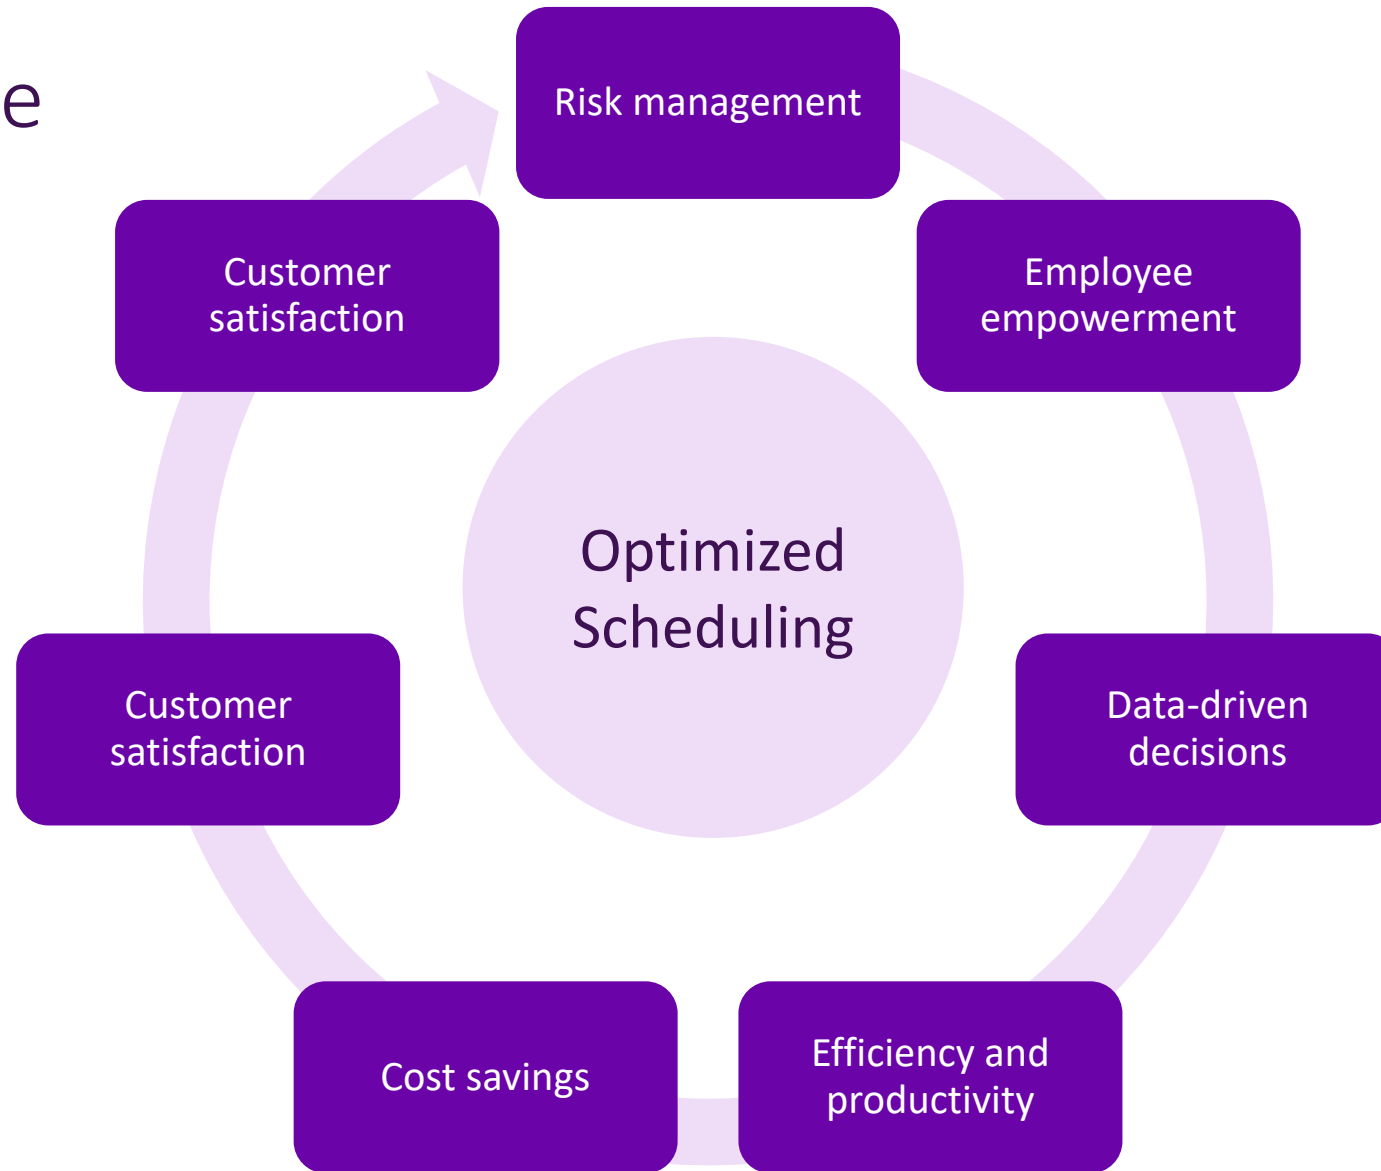 e
Risk management
Employee
empowerment
Data-driven
decisions
Efficiency and
productivity
Cost savings
Customer
satisfaction
Customer
satisfaction
Optimized
Scheduling